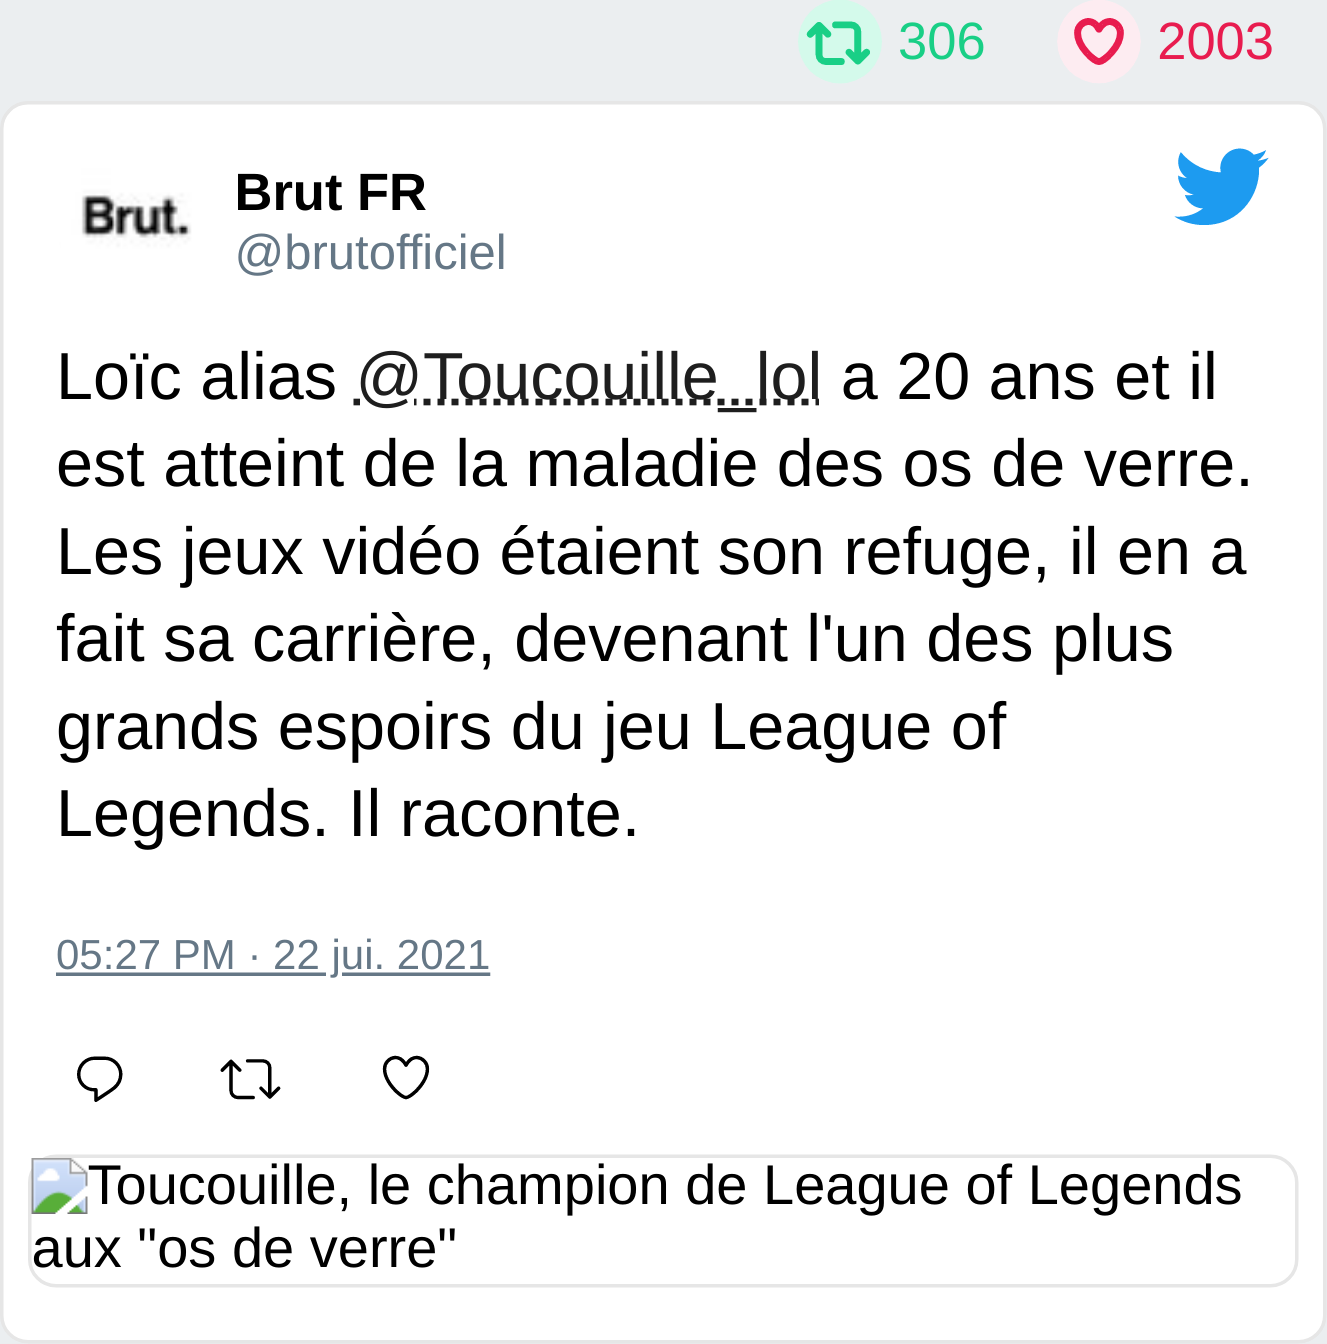 306 2003
Brut.
Brut FR
@brutofficiel
Loïc alias @Toucouille_lol a 20 ans et il
est atteint de la maladie des os de verre.
Les jeux vidéo étaient son refuge, il en a
fait sa carrière, devenant l'un des plus
grands espoirs du jeu League of
Legends. Il raconte.
05:27 PM · 22 jui. 2021
Toucouille, le champion de League of Legends
aux "os de verre"